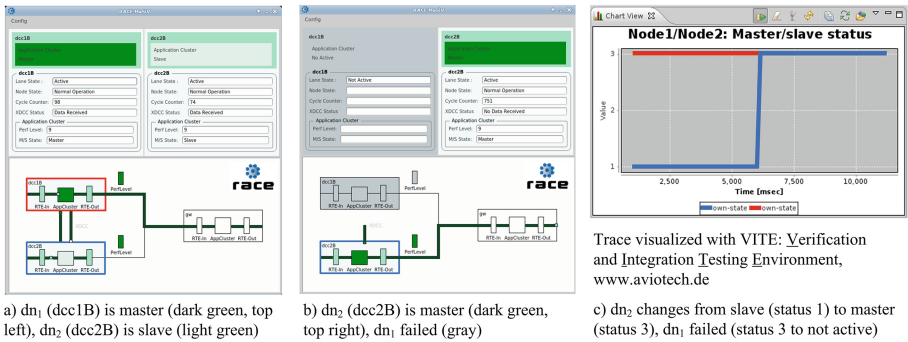 RACE-MoniV
Config
dcc1B
Application Cluster
Master
dcc2B
Application Cluster
Slave
dcc1B
Lane State : Active
Node State: Normal Operation
Cycle Counter: 98
XDCC Status Data Received
Application Cluster
Perf Level: 9
M/S State: Master
dcc2B
Lane State : Active
Node State: Normal Operation
Cycle Counter: 74
XDCC Status Data Received
Application Cluster
Perf Level: 9
M/S State: Slave
dcc1B
RTE-In AppCluster RTE-Out
PerfLevel
race
XDCC
gw
RTE-In AppCluster RTE-Out
dcc2B
RTE-In AppCluster RTE-Out
PerfLevel
a) dn1 (dcc1B) is master (dark green, top
left), dn2 (dcc2B) is slave (light green)
RACE-MoniV
Config
dcc1B
Application Cluster
No Active
dcc2B
Application Cluster
Master
dcc1B
Lane State : Not Active
Node State:
Cycle Counter:
XDCC Status
Application Cluster
Perf Level:
M/S State:
dcc2B
Lane State : Active
Node State: Normal Operation
Cycle Counter: 751
XDCC Status No Data Received
Application Cluster
Perf Level: 9
M/S State: Master
dcc1B
RTE-In AppCluster RTE-Out
PerfLevel
race
XDCC
gw
RTE-In AppCluster RTE-Out
dcc2B
RTE-In AppCluster RTE-Out
PerfLevel
b) dn2 (dcc2B) is master (dark green,
top right), dn1 failed (gray)
Chart View
Node1/Node2: Master/slave status
3
2
1
Value
2,500 5,000 7,500 10,000
Time [msec]
own-state own-state
Trace visualized with VITE: Verification
and Integration Testing Environment,
www.aviotech.de
c) dn2 changes from slave (status 1) to master
(status 3), dn1 failed (status 3 to not active)